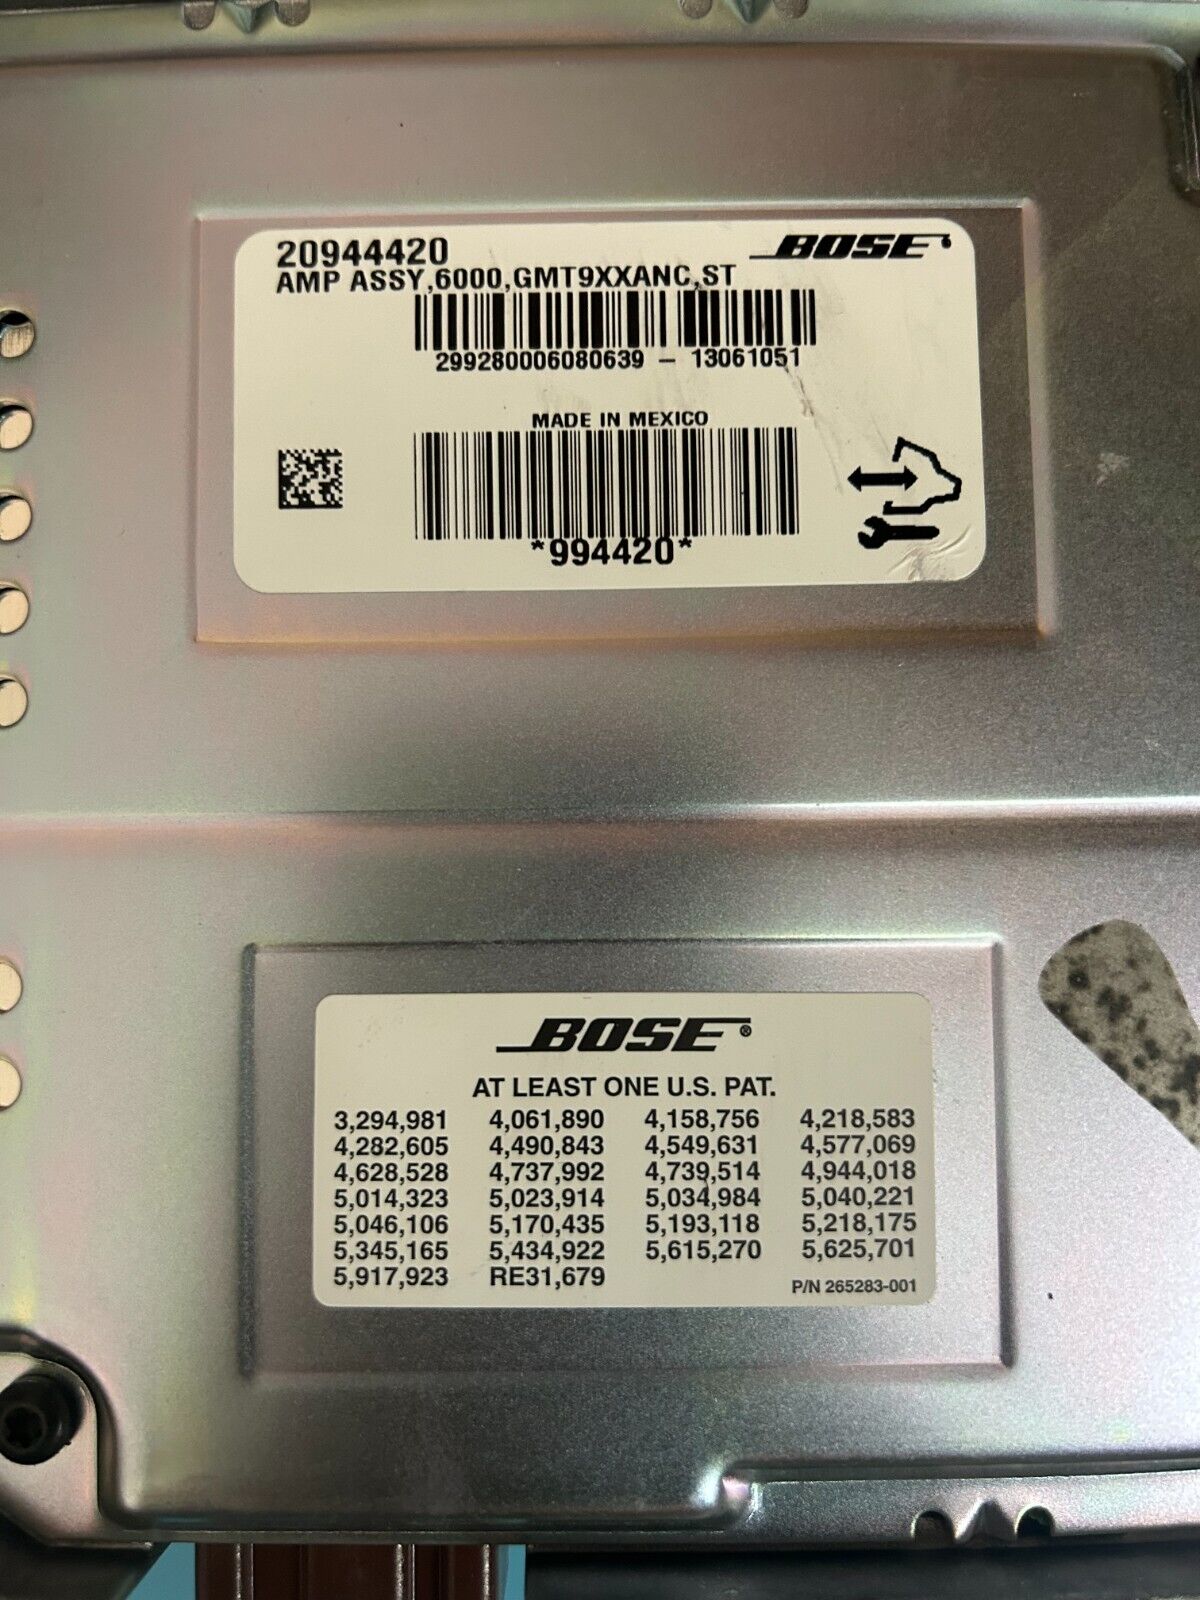 20944420
BOSE
AMP ASSY,6000,GMT9XXANC,ST
299280006080639 - 13061051
MADE IN MEXICO
*994420*
BOSE®
AT LEAST ONE U.S. PAT.
3,294,981 4,061,890 4,158,756 4,218,583
4,282,605 4,490,843 4,549,631 4,577,069
4,628,528 4,737,992 4,739,514 4,944,018
5,014,323 5,023,914 5,034,984 5,040,221
5,046,106 5,170,435 5,193,118 5,218,175
5,345,165 5,434,922 5,615,270 5,625,701
5,917,923 RE31,679
P/N 265283-001